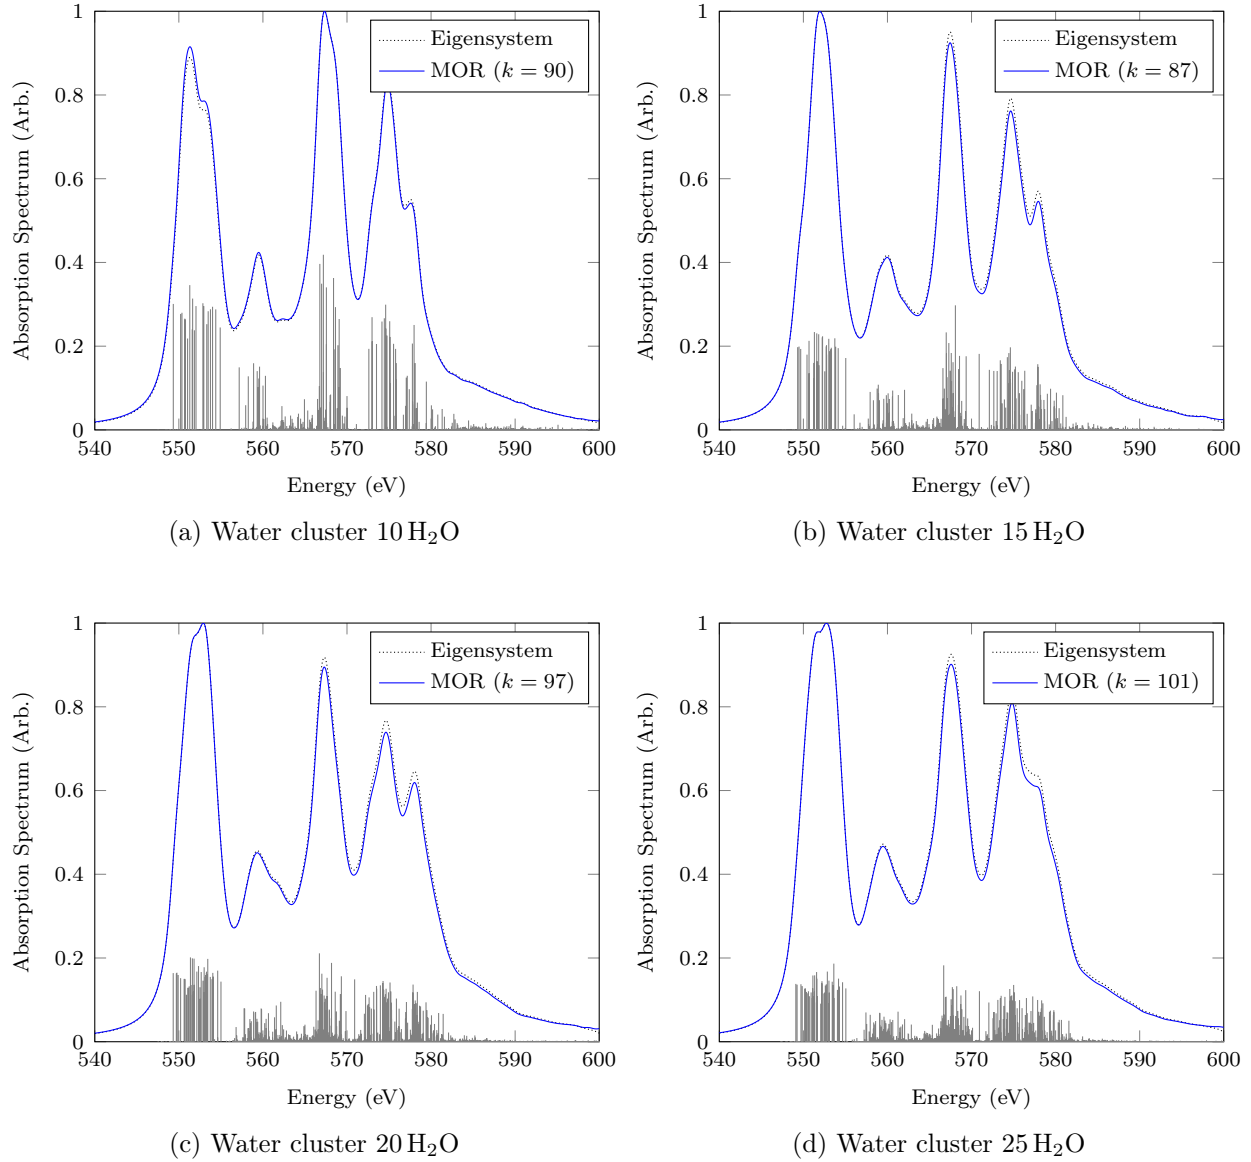 Absorption Spectrum (Arb.)
1
0.8
0.6
0.4
0.2
0
540 550 560 570 580 590 600
Energy (eV)
Eigensystem
MOR (k = 90)
(a) Water cluster 10 H₂O
Absorption Spectrum (Arb.)
1
0.8
0.6
0.4
0.2
0
540 550 560 570 580 590 600
Energy (eV)
Eigensystem
MOR (k = 87)
(b) Water cluster 15 H₂O
Absorption Spectrum (Arb.)
1
0.8
0.6
0.4
0.2
0
540 550 560 570 580 590 600
Energy (eV)
Eigensystem
MOR (k = 97)
(c) Water cluster 20 H₂O
Absorption Spectrum (Arb.)
1
0.8
0.6
0.4
0.2
0
540 550 560 570 580 590 600
Energy (eV)
Eigensystem
MOR (k = 101)
(d) Water cluster 25 H₂O